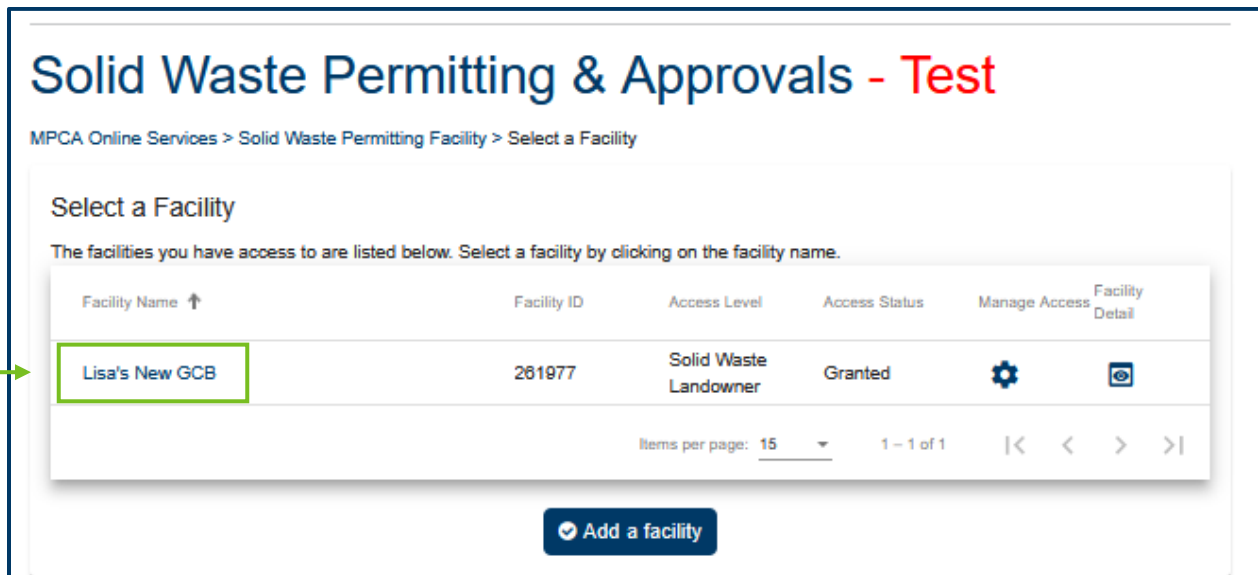 Solid Waste Permitting & Approvals - Test
MPCA Online Services > Solid Waste Permitting Facility > Select a Facility
Select a Facility
The facilities you have access to are listed below. Select a facility by clicking on the facility name.
Facility Name ↑ Facility ID Access Level Access Status Manage Access Facility Detail
Lisa's New GCB 261977 Solid Waste Landowner Granted
Items per page: 15 1 – 1 of 1
Add a facility